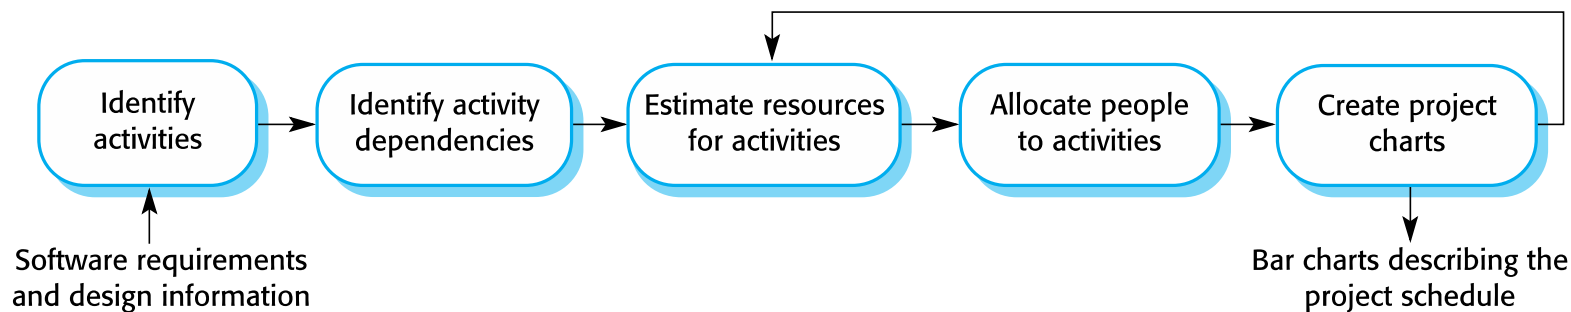 Identify
activities
Identify activity
dependencies
Estimate resources
for activities
Allocate people
to activities
Create project
charts
Software requirements
and design information
Bar charts describing the
project schedule